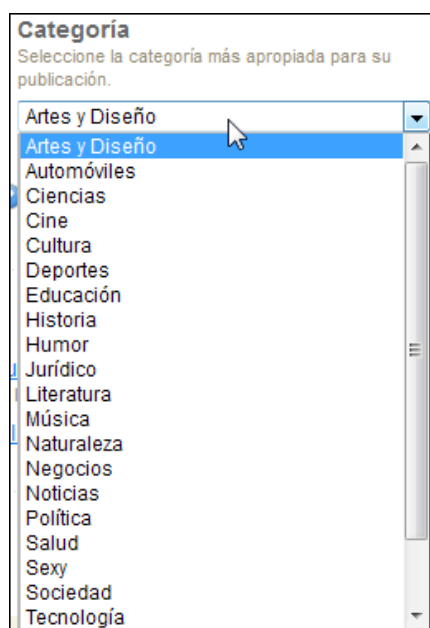 Categoría
Seleccione la categoría más apropiada para su
publicación.
Artes y Diseño
Artes y Diseño
Automóviles
Ciencias
Cine
Cultura
Deportes
Educación
Historia
Humor
Jurídico
Literatura
Música
Naturaleza
Negocios
Noticias
Política
Salud
Sexy
Sociedad
Tecnología